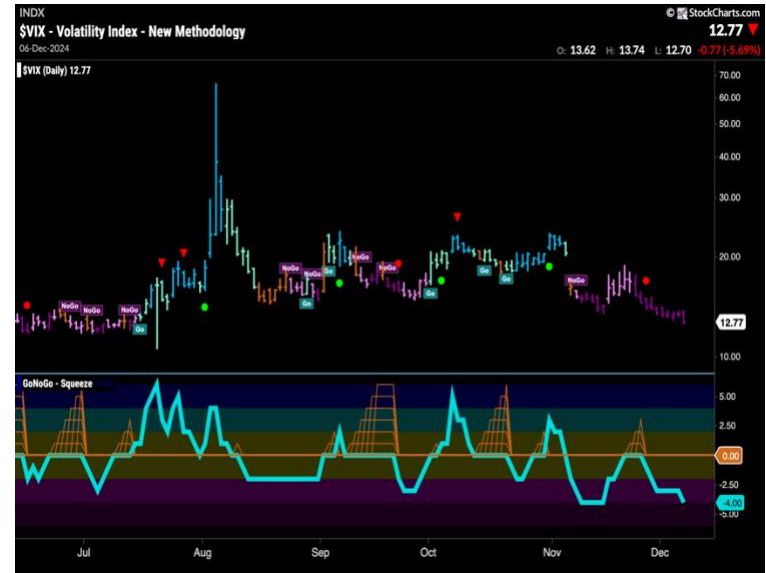 INDX
© StockCharts.com
$VIX - Volatility Index - New Methodology
12.77
06-Dec-2024
O: 13.62 H: 13.74 L: 12.70 -0.77 (-5.69%)
$VIX (Daily) 12.77
70.00
60.00
50.00
40.00
30.00
20.00
12.77
10.00
NoGo
NoGo
NoGo
Go
NoGo
NoGo
Go
Go
NoGo
NoGo
Go
Go
Go
NoGo
GoNoGo - Squeeze
5.00
2.50
0.00
-2.50
-4.00
-5.00
Jul Aug Sep Oct Nov Dec